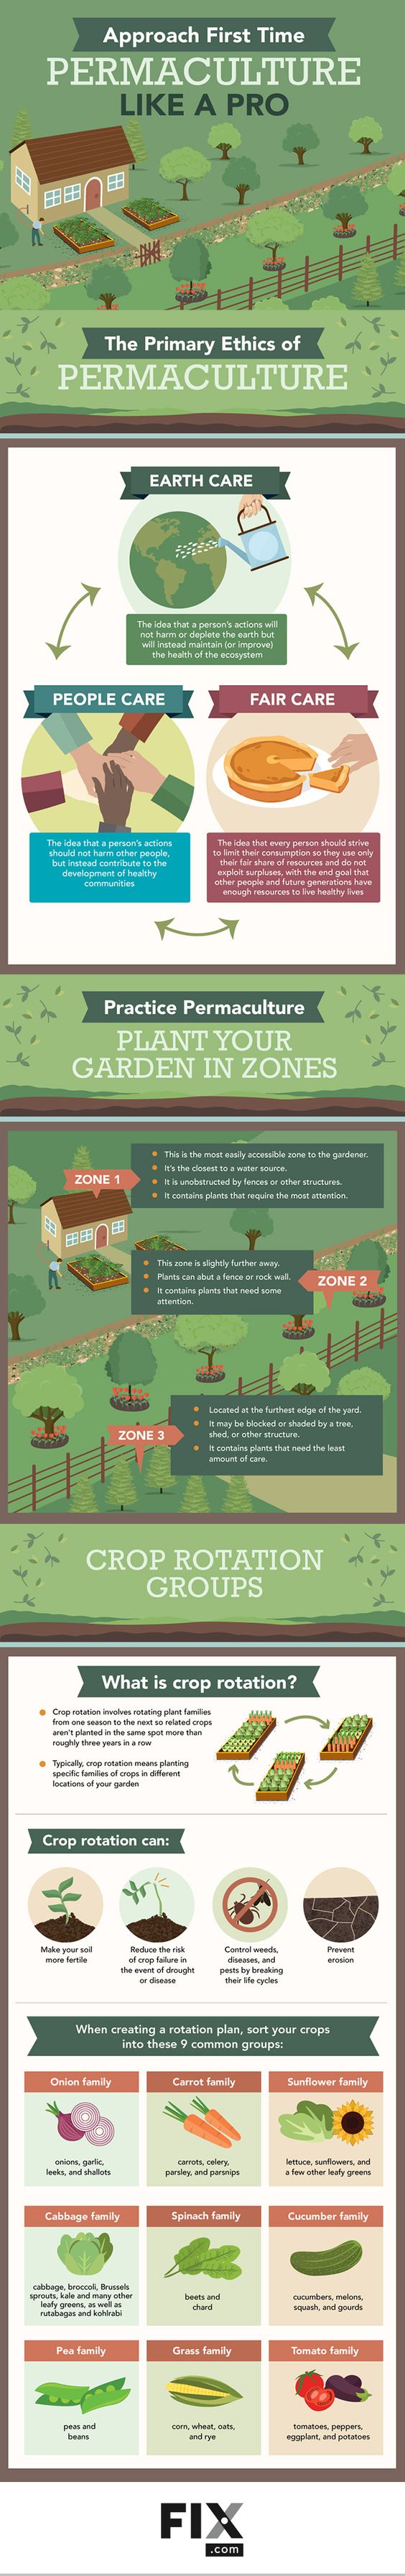 Approach First Time
PERMACULTURE
LIKE A PRO
The Primary Ethics of
PERMACULTURE
EARTH CARE
The idea that a person's actions will
not harm or deplete the earth but
will instead maintain (or improve)
the health of the ecosystem
PEOPLE CARE
The idea that a person's actions
should not harm other people,
but instead contribute to the
development of healthy
communities
FAIR CARE
The idea that every person should strive
to limit their consumption so they use only
their fair share of resources and do not
exploit surpluses, with the end goal that
other people and future generations have
enough resources to live healthy lives
Practice Permaculture
PLANT YOUR
GARDEN IN ZONES
ZONE 1
This is the most easily accessible zone to the gardener.
It's the closest to a water source.
It is unobstructed by fences or other structures.
It contains plants that require the most attention.
This zone is slightly further away.
Plants can abut a fence or rock wall.
It contains plants that need some
attention.
ZONE 2
ZONE 3
Located at the furthest edge of the yard.
It may be blocked or shaded by a tree,
shed, or other structure.
It contains plants that need the least
amount of care.
CROP ROTATION
GROUPS
What is crop rotation?
Crop rotation involves rotating plant families
from one season to the next so related crops
aren't planted in the same spot more than
roughly three years in a row
Typically, crop rotation means planting
specific families of crops in different
locations of your garden
Crop rotation can:
Make your soil
more fertile
Reduce the risk
of crop failure in
the event of drought
or disease
Control weeds,
diseases, and
pests by breaking
their life cycles
Prevent
erosion
When creating a rotation plan, sort your crops
into these 9 common groups:
Onion family
onions, garlic,
leeks, and shallots
Carrot family
carrots, celery,
parsley, and parsnips
Sunflower family
lettuce, sunflowers, and
a few other leafy greens
Cabbage family
cabbage, broccoli, Brussels
sprouts, kale and many other
leafy greens, as well as
rutabagas and kohlrabi
Spinach family
beets and
chard
Cucumber family
cucumbers, melons,
squash, and gourds
Pea family
peas and
beans
Grass family
corn, wheat, oats,
and rye
Tomato family
tomatoes, peppers,
eggplant, and potatoes
FIX
.com